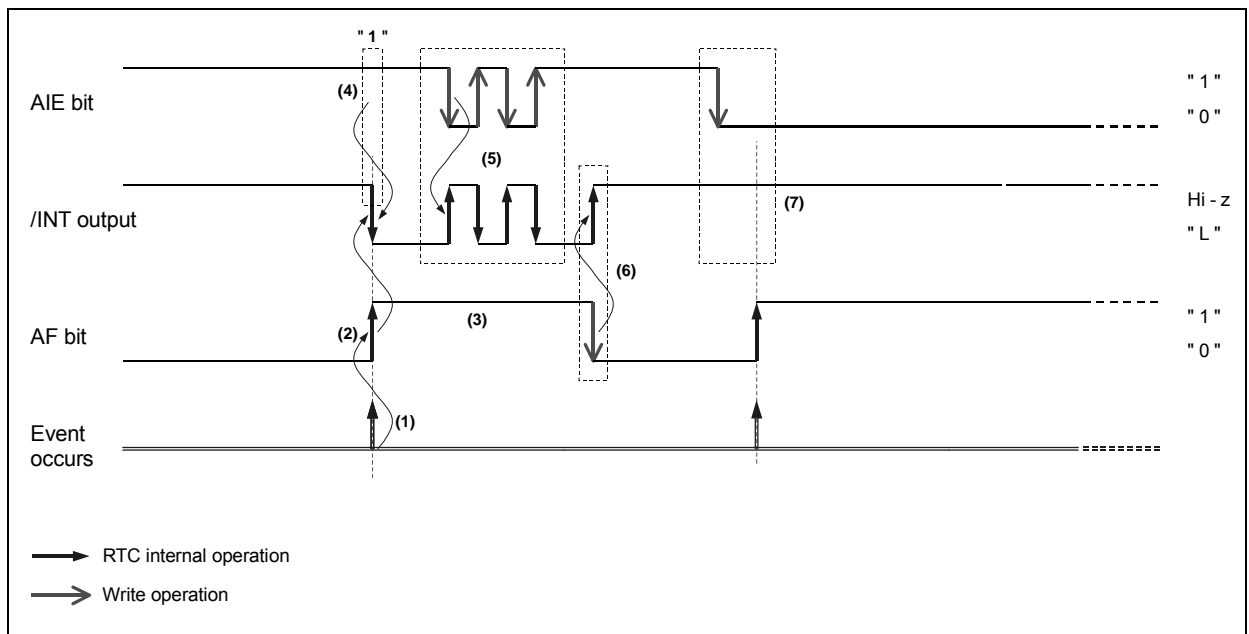 " 1 "
AIE bit
(4)
(5)
" 1 "
" 0 "
/INT output
(6)
(7)
Hi - z
" L "
AF bit
(2)
(3)
" 1 "
" 0 "
Event
occurs
(1)
RTC internal operation
Write operation